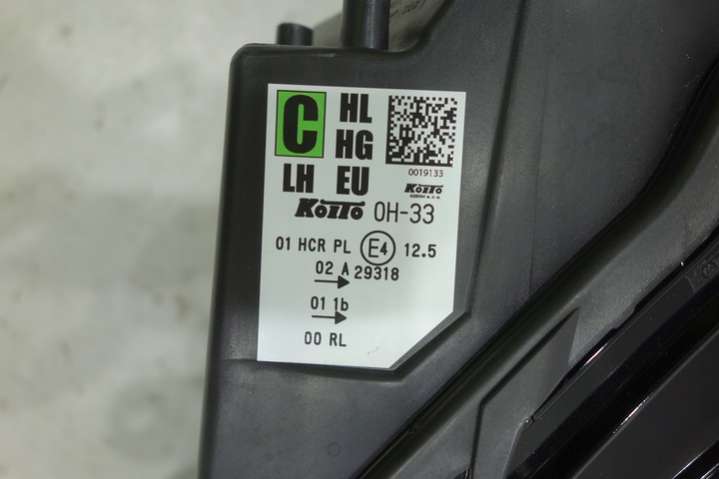 C HL
HG
LH EU
0019133
KOITO
KOITO 0H-33
01 HCR PL E4 12.5
02 A 29318
01 1b
00 RL